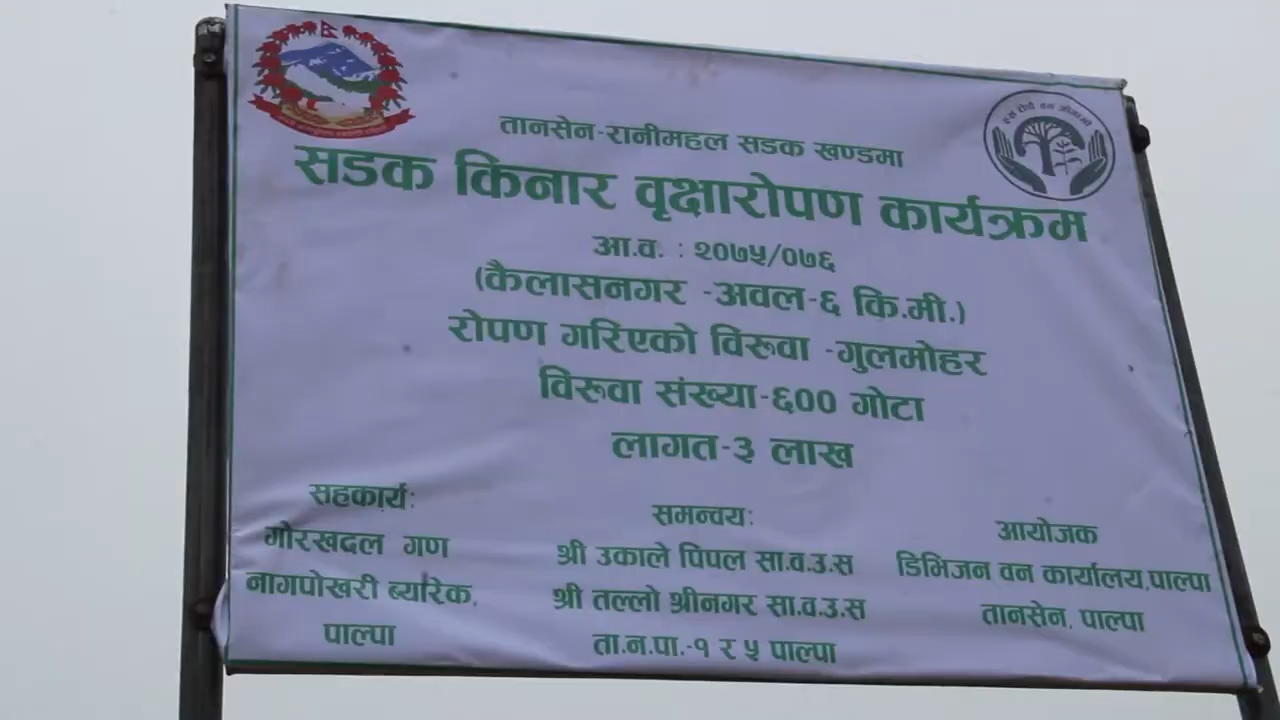 तानसेन-रानीमहल सडक खण्डमा
सडक किनार वृक्षारोपण कार्यक्रम
आ.व. : २०७५/०७६
(कैलासनगर -अवल-६ कि.मी.)
रोपण गरिएको विरुवा -गुलमोहर
विरुवा संख्या-६०० गोटा
लागत-३ लाख
सहकार्य:
गोरखदल गण
नागपोखरी ब्यारेक,
पाल्पा
समन्वय:
श्री उकाले पिपल सा.व.उ.स
श्री तल्लो श्रीनगर सा.व.उ.स
ता.न.पा.-१ र ५ पाल्पा
आयोजक
डिभिजन वन कार्यालय,पाल्पा
तानसेन, पाल्पा